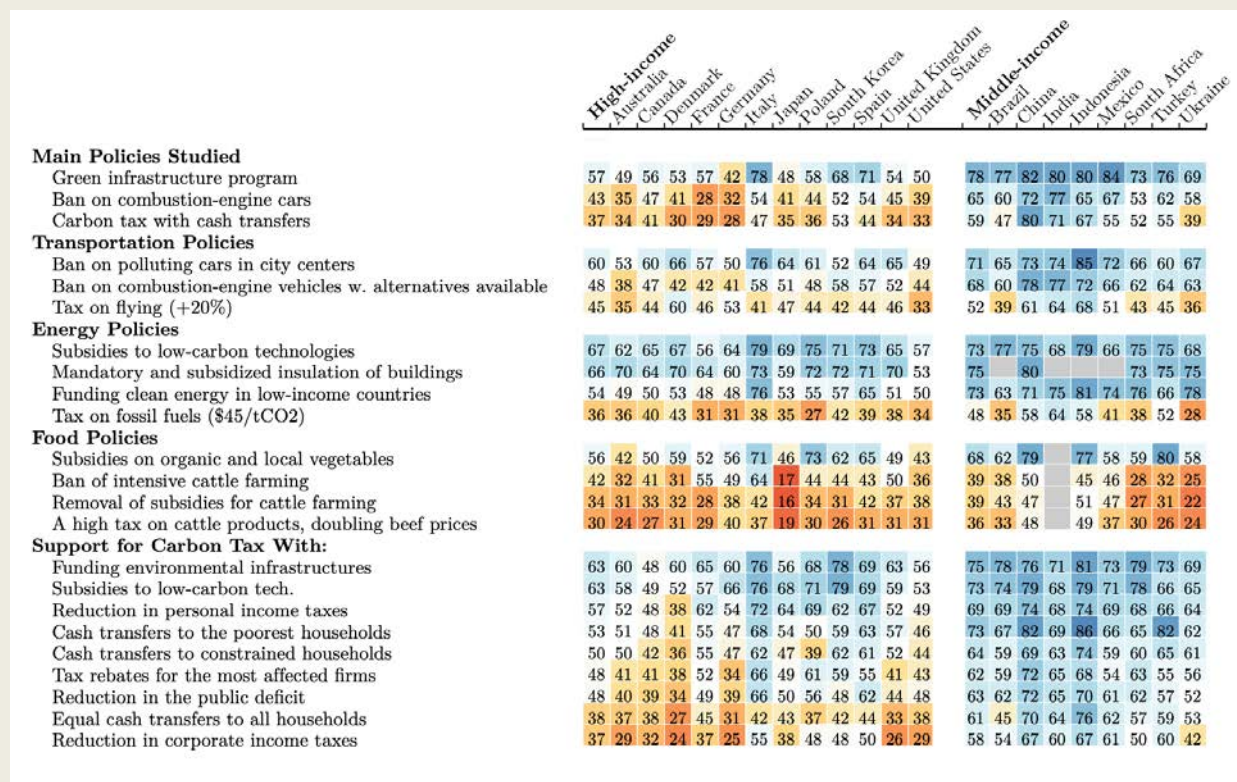 High-income Australia Canada Denmark France Germany Italy Japan Poland South Korea Spain United Kingdom United States Middle-income Brazil China India Indonesia Mexico South Africa Turkey Ukraine
Main Policies Studied
Green infrastructure program 57 49 56 53 57 42 78 48 58 68 71 54 50 78 77 82 80 80 84 73 76 69
Ban on combustion-engine cars 43 35 47 41 28 32 54 41 44 52 54 45 39 65 60 72 77 65 67 53 62 58
Carbon tax with cash transfers 37 34 41 30 29 28 47 35 36 53 44 34 33 59 47 80 71 67 55 52 55 39
Transportation Policies
Ban on polluting cars in city centers 60 53 60 66 57 50 76 64 61 52 64 65 49 71 65 73 74 85 72 66 60 67
Ban on combustion-engine vehicles w. alternatives available 48 38 47 42 42 41 58 51 48 58 57 52 44 68 60 78 77 72 66 62 64 63
Tax on flying (+20%) 45 35 44 60 46 53 41 47 44 42 44 46 33 52 39 61 64 68 51 43 45 36
Energy Policies
Subsidies to low-carbon technologies 67 62 65 67 56 64 79 69 75 71 73 65 57 73 77 75 68 79 66 75 75 68
Mandatory and subsidized insulation of buildings 66 70 64 70 64 60 73 59 72 72 71 70 53 75 80 73 75 75
Funding clean energy in low-income countries 54 49 50 53 48 48 76 53 55 57 65 51 50 73 63 71 75 81 74 76 66 78
Tax on fossil fuels ($45/tCO2) 36 36 40 43 31 31 38 35 27 42 39 38 34 48 35 58 64 58 41 38 52 28
Food Policies
Subsidies on organic and local vegetables 56 42 50 59 52 56 71 46 73 62 65 49 43 68 62 79 77 58 59 80 58
Ban of intensive cattle farming 42 32 41 31 55 49 64 17 44 44 43 50 36 39 38 50 45 46 28 32 25
Removal of subsidies for cattle farming 34 31 33 32 28 38 42 16 34 31 42 37 38 39 43 47 51 47 27 31 22
A high tax on cattle products, doubling beef prices 30 24 27 31 29 40 37 19 30 26 31 31 31 36 33 48 49 37 30 26 24
Support for Carbon Tax With:
Funding environmental infrastructures 63 60 48 60 65 60 76 56 68 78 69 63 56 75 78 76 71 81 73 79 73 69
Subsidies to low-carbon tech. 63 58 49 52 57 66 76 68 71 79 69 59 53 73 74 79 68 79 71 78 66 65
Reduction in personal income taxes 57 52 48 38 62 54 72 64 69 62 67 52 49 69 69 74 68 74 69 68 66 64
Cash transfers to the poorest households 53 51 48 41 55 47 68 54 50 59 63 57 46 73 67 82 69 86 66 65 82 62
Cash transfers to constrained households 50 50 42 36 55 47 62 47 39 62 61 52 44 64 59 69 63 74 59 60 65 61
Tax rebates for the most affected firms 48 41 41 38 52 34 66 49 61 59 55 41 43 62 59 72 65 68 54 63 55 56
Reduction in the public deficit 48 40 39 34 49 39 66 50 56 48 62 44 48 63 62 72 65 70 61 62 57 52
Equal cash transfers to all households 38 37 38 27 45 31 42 43 37 42 44 33 38 61 45 70 64 76 62 57 59 53
Reduction in corporate income taxes 37 29 32 24 37 25 55 38 48 48 50 26 29 58 54 67 60 67 61 50 60 42